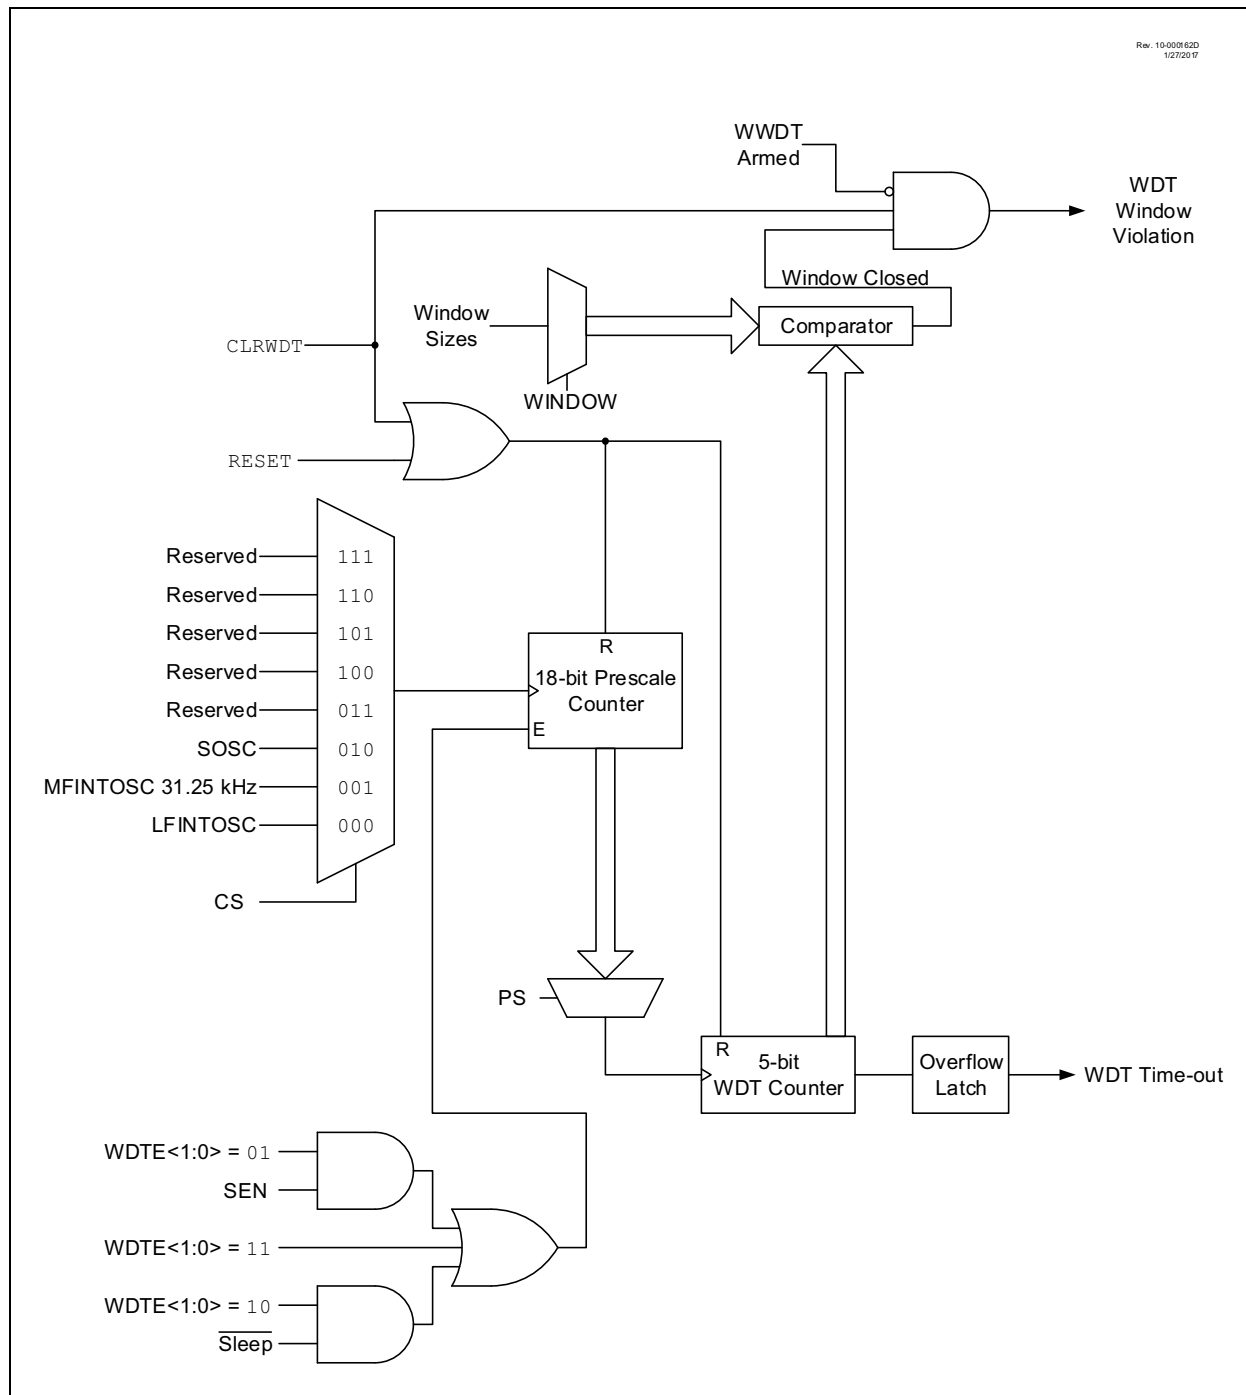 Rev. 10-000162D
1/27/2017
WWDT
Armed
WDT
Window
Violation
Window Closed
Window
Sizes
Comparator
CLRWDT
WINDOW
RESET
Reserved
111
Reserved
110
Reserved
101
Reserved
100
Reserved
011
SOSC
010
MFINTOSC 31.25 kHz
001
LFINTOSC
000
CS
R
18-bit Prescale
Counter
E
PS
R
5-bit
WDT Counter
Overflow
Latch
WDT Time-out
WDTE<1:0> = 01
SEN
WDTE<1:0> = 11
WDTE<1:0> = 10
Sleep